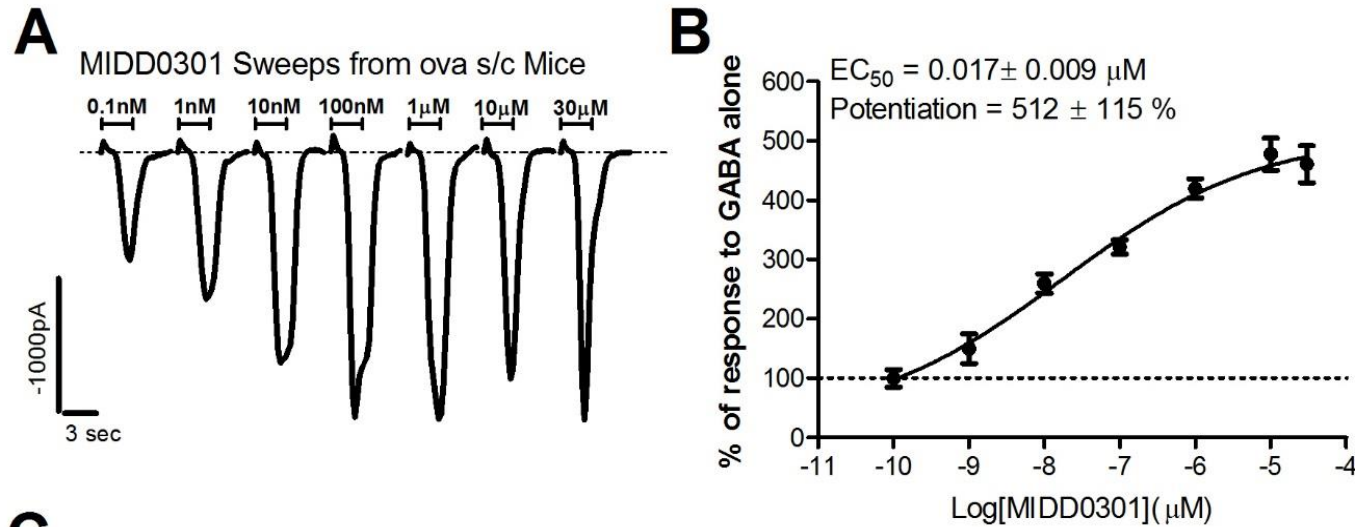 A
MIDD0301 Sweeps from ova s/c Mice
0.1nM 1nM 10nM 100nM 1μM 10μM 30μM
-1000pA
3 sec
B
EC50 = 0.017± 0.009 μM
Potentiation = 512 ± 115 %
% of response to GABA alone
600
500
400
300
200
100
0
-11 -10 -9 -8 -7 -6 -5 -4
Log[MIDD0301](μM)
C